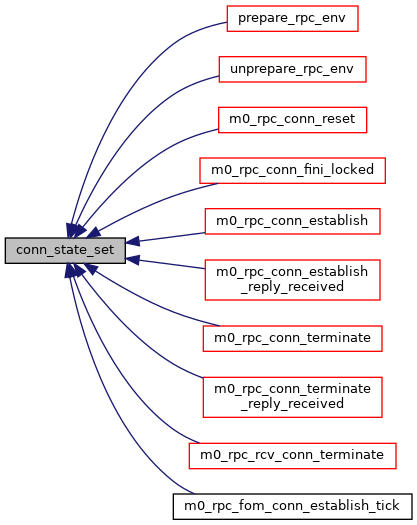 prepare_rpc_env
unprepare_rpc_env
m0_rpc_conn_reset
m0_rpc_conn_fini_locked
m0_rpc_conn_establish
conn_state_set
m0_rpc_conn_establish
_reply_received
m0_rpc_conn_terminate
m0_rpc_conn_terminate
_reply_received
m0_rpc_rcv_conn_terminate
m0_rpc_fom_conn_establish_tick